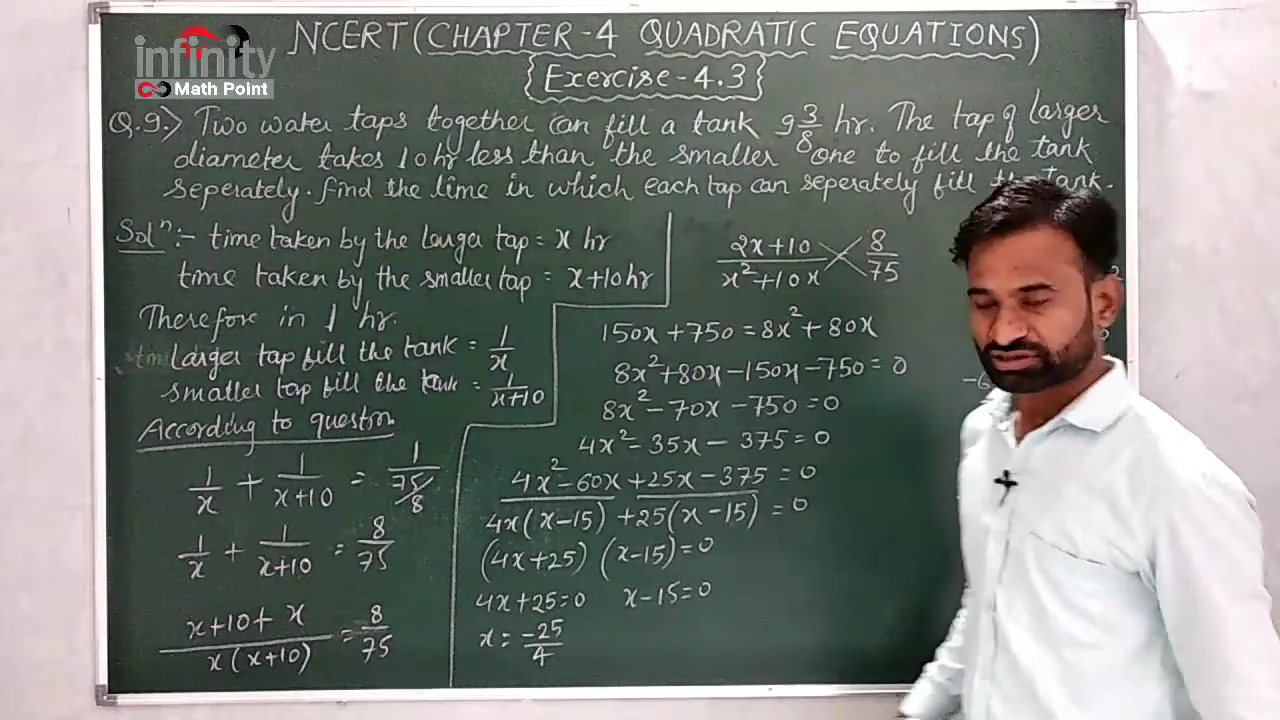 infinity
Math Point
NCERT (CHAPTER-4 QUADRATIC EQUATIONS)
{Exercise-4.3}
Q.9.> Two water taps together can fill a tank 9 3/8 hr. The tap of larger
diameter takes 10hr less than the smaller one to fill the tank
seperately. find the time in which each tap can seperately fill the tank.
Solⁿ:- time taken by the larger tap = x hr
time taken by the smaller tap = x+10hr
Therefore in 1 hr.
larger tap fill the tank = 1/x
smaller tap fill the tank = 1/(x+10)
According to question
1/x + 1/(x+10) = 1/(75/8)
1/x + 1/(x+10) = 8/75
(x+10+x)/(x(x+10)) = 8/75
(2x+10)/(x²+10x) 8/75
150x+750=8x²+80x
8x²+80x-150x-750=0
8x²-70x-750=0
4x²-35x-375=0
4x²-60x+25x-375=0
4x(x-15)+25(x-15)=0
(4x+25)(x-15)=0
4x+25=0 x-15=0
x=-25/4